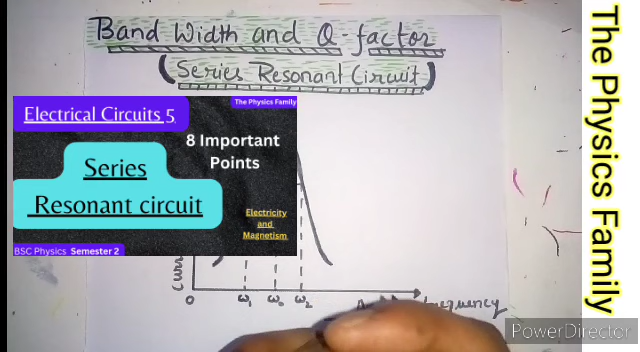 Band Width and Q-factor
(Series Resonant Circuit)
The Physics Family
Electrical Circuits 5
8 Important
Points
Series
Resonant circuit
Electricity
and
Magnetism
BSC Physics Semester 2
0 ω₁ ω₀ ω₂
The Physics Family
PowerDirector